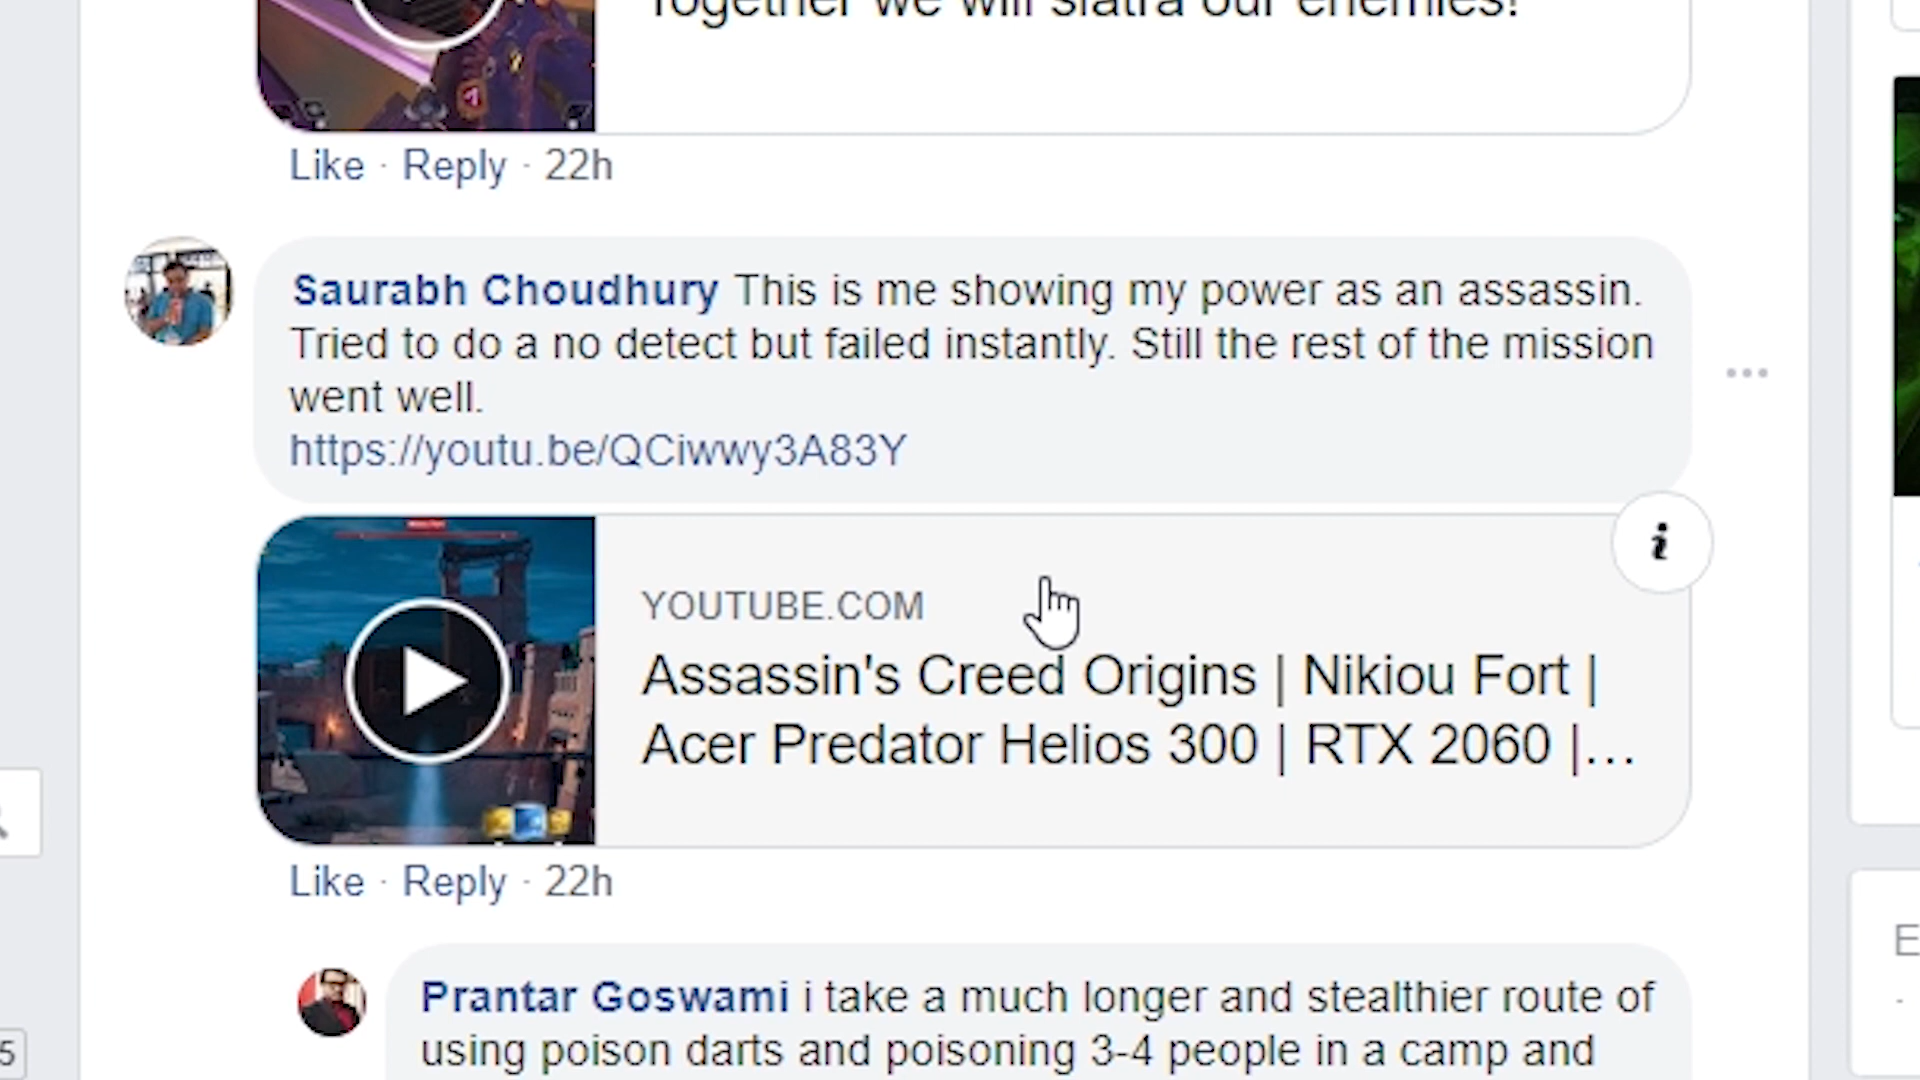 Together we will slatra our enemies!
Like · Reply · 22h
Saurabh Choudhury This is me showing my power as an assassin.
Tried to do a no detect but failed instantly. Still the rest of the mission
went well.
https://youtu.be/QCiwwy3A83Y
i
YOUTUBE.COM
Assassin's Creed Origins | Nikiou Fort |
Acer Predator Helios 300 | RTX 2060 |...
Like · Reply · 22h
Prantar Goswami i take a much longer and stealthier route of
5
using poison darts and poisoning 3-4 people in a camp and